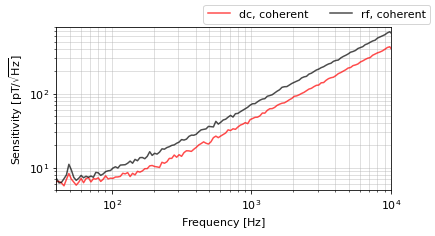 dc, coherent
rf, coherent
Sensitivity [pT/√Hz]
10²
10¹
10²
10³
10⁴
Frequency [Hz]